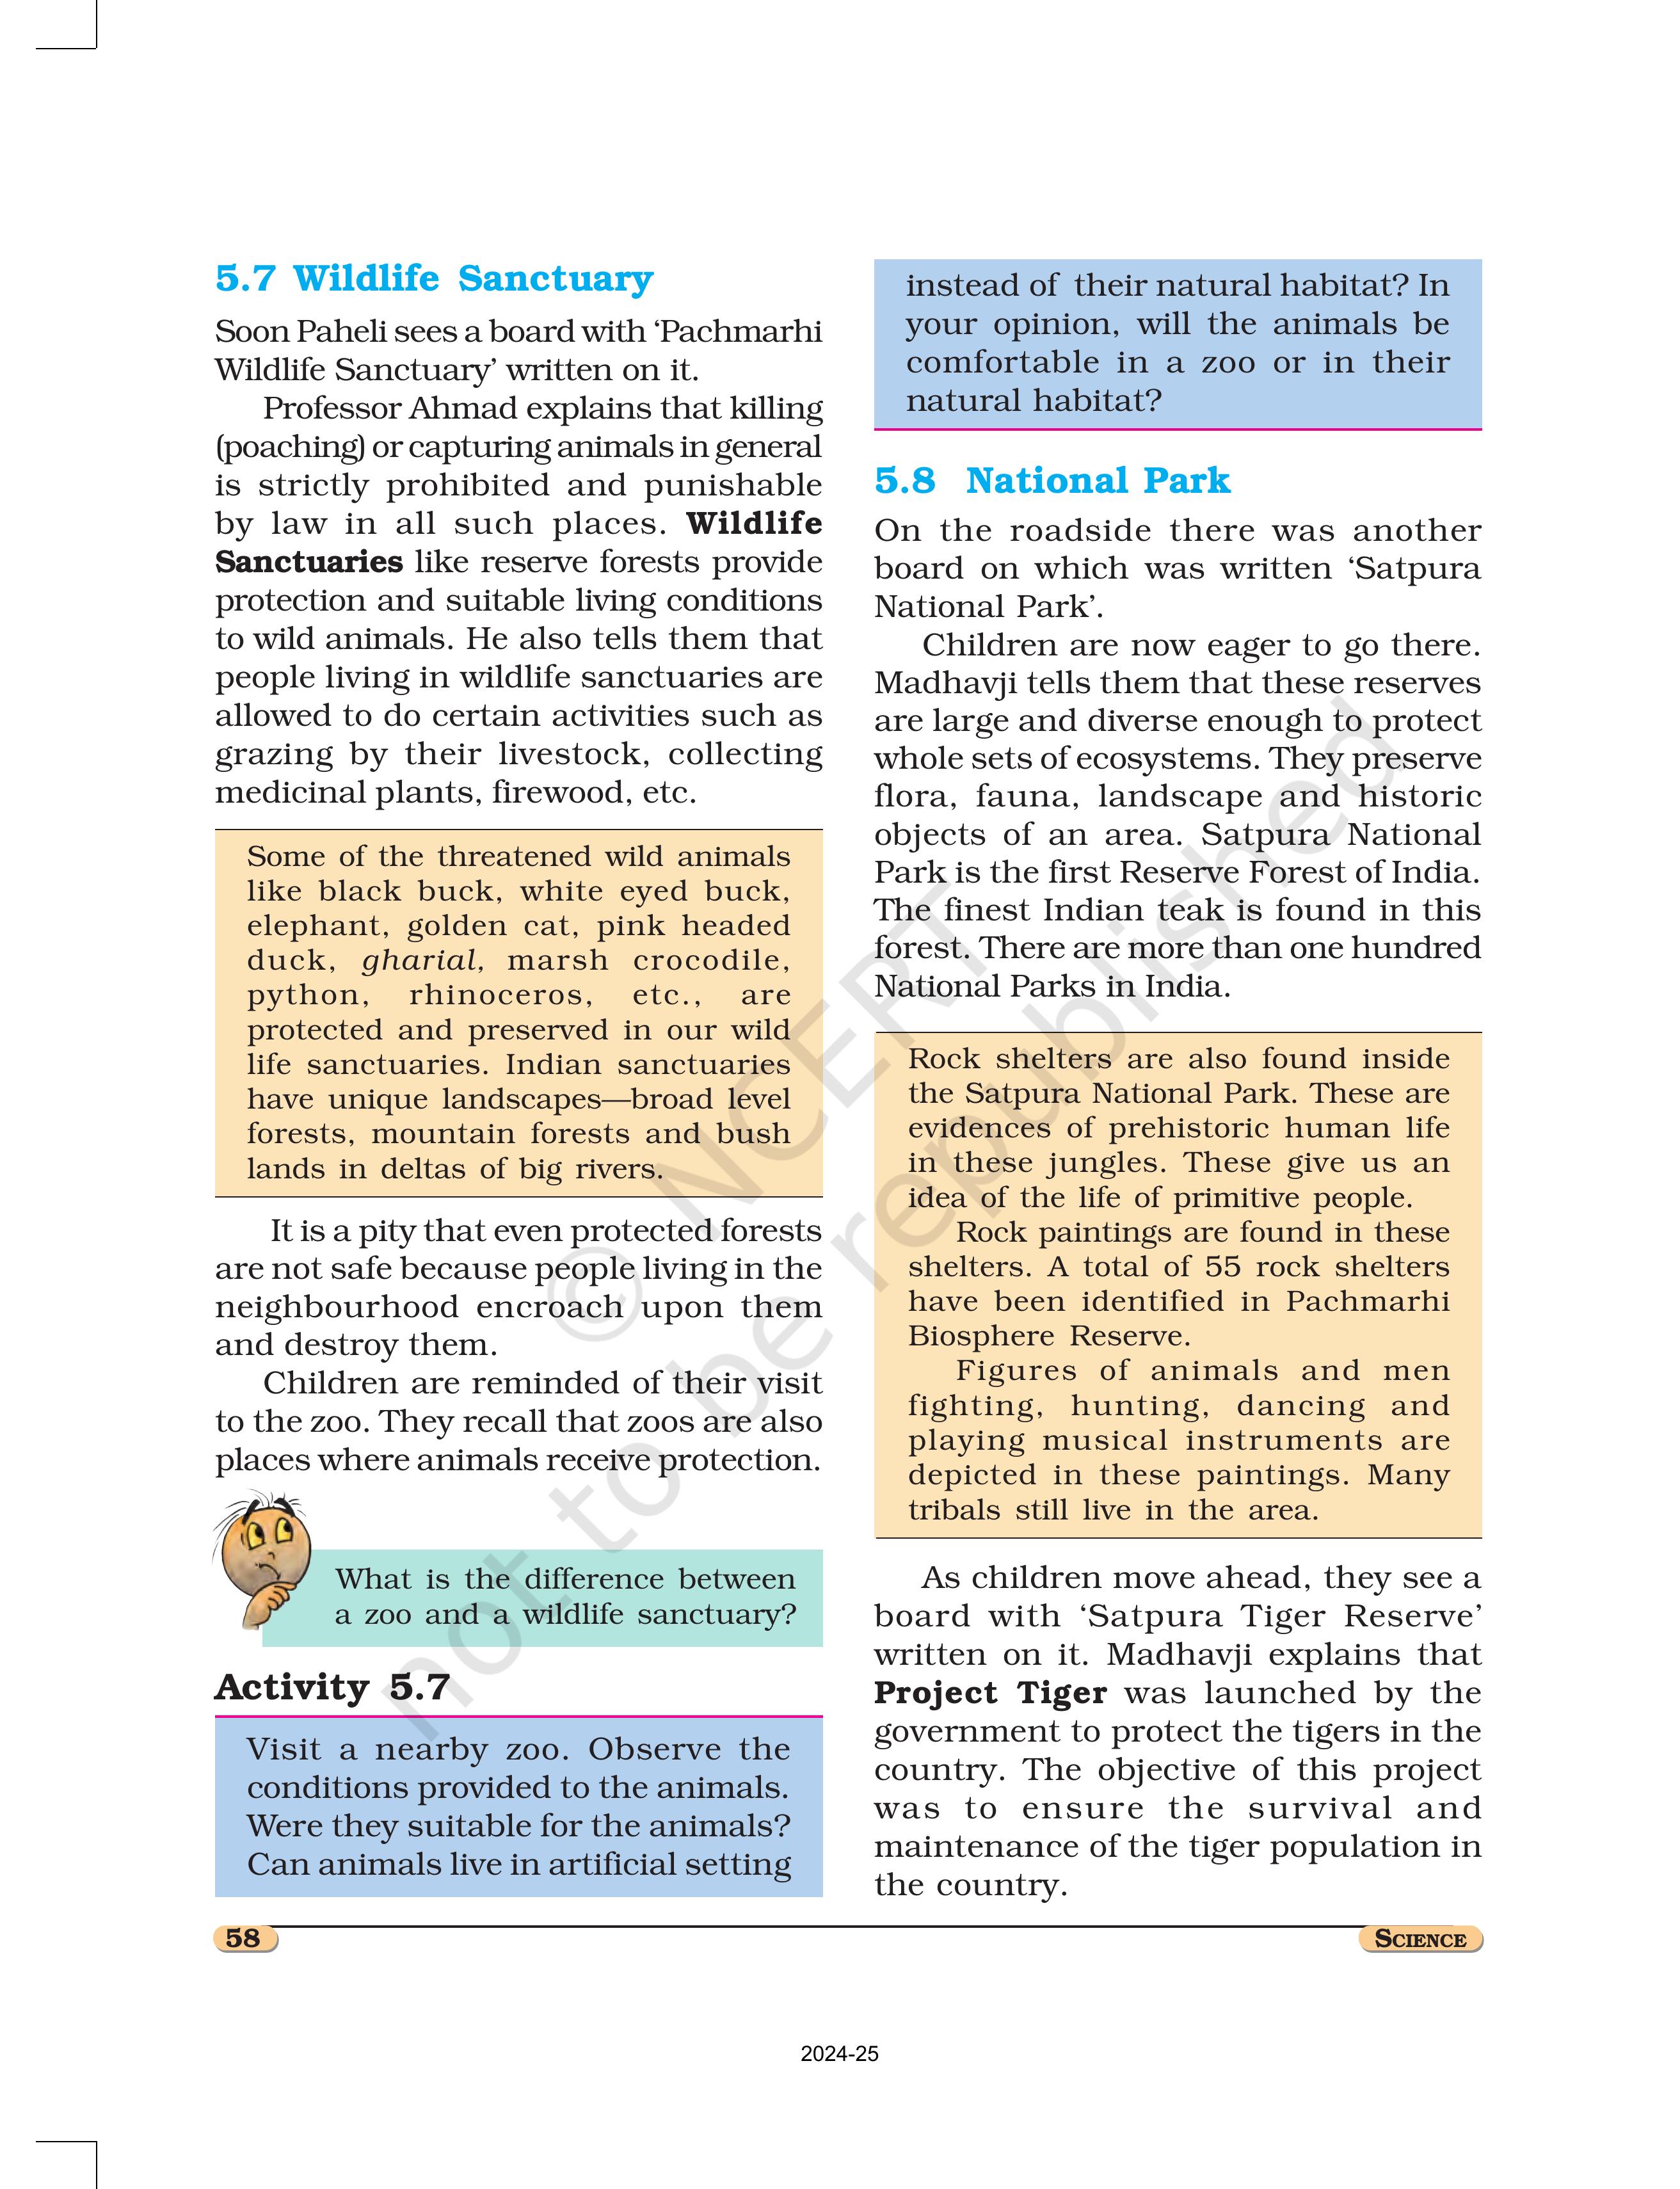 5.7 Wildlife Sanctuary
Soon Paheli sees a board with ‘Pachmarhi
Wildlife Sanctuary’ written on it.
Professor Ahmad explains that killing
(poaching) or capturing animals in general
is strictly prohibited and punishable
by law in all such places. Wildlife
Sanctuaries like reserve forests provide
protection and suitable living conditions
to wild animals. He also tells them that
people living in wildlife sanctuaries are
allowed to do certain activities such as
grazing by their livestock, collecting
medicinal plants, firewood, etc.
Some of the threatened wild animals
like black buck, white eyed buck,
elephant, golden cat, pink headed
duck, gharial, marsh crocodile,
python, rhinoceros, etc., are
protected and preserved in our wild
life sanctuaries. Indian sanctuaries
have unique landscapes—broad level
forests, mountain forests and bush
lands in deltas of big rivers.
It is a pity that even protected forests
are not safe because people living in the
neighbourhood encroach upon them
and destroy them.
Children are reminded of their visit
to the zoo. They recall that zoos are also
places where animals receive protection.
What is the difference between
a zoo and a wildlife sanctuary?
Activity 5.7
Visit a nearby zoo. Observe the
conditions provided to the animals.
Were they suitable for the animals?
Can animals live in artificial setting
instead of their natural habitat? In
your opinion, will the animals be
comfortable in a zoo or in their
natural habitat?
5.8 National Park
On the roadside there was another
board on which was written ‘Satpura
National Park’.
Children are now eager to go there.
Madhavji tells them that these reserves
are large and diverse enough to protect
whole sets of ecosystems. They preserve
flora, fauna, landscape and historic
objects of an area. Satpura National
Park is the first Reserve Forest of India.
The finest Indian teak is found in this
forest. There are more than one hundred
National Parks in India.
Rock shelters are also found inside
the Satpura National Park. These are
evidences of prehistoric human life
in these jungles. These give us an
idea of the life of primitive people.
Rock paintings are found in these
shelters. A total of 55 rock shelters
have been identified in Pachmarhi
Biosphere Reserve.
Figures of animals and men
fighting, hunting, dancing and
playing musical instruments are
depicted in these paintings. Many
tribals still live in the area.
As children move ahead, they see a
board with ‘Satpura Tiger Reserve’
written on it. Madhavji explains that
Project Tiger was launched by the
government to protect the tigers in the
country. The objective of this project
was to ensure the survival and
maintenance of the tiger population in
the country.
© NCERT
not to be republished
58
SCIENCE
2024-25